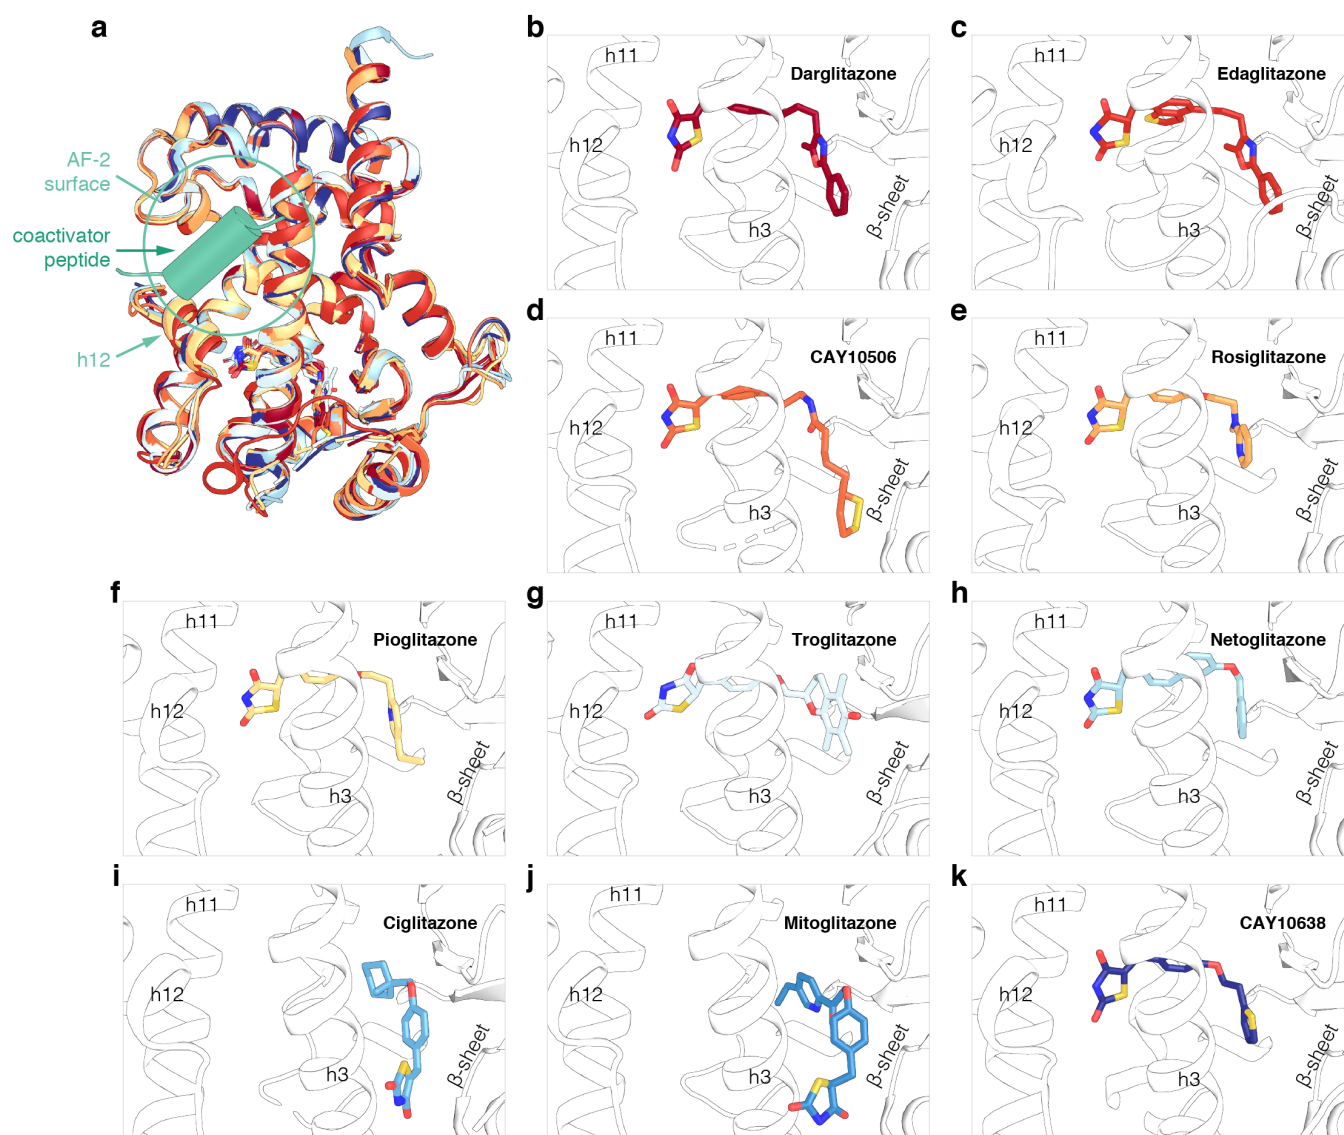 a
AF-2
surface
coactivator
peptide
h12
b
h11
Darglitazone
h12
h3
β-sheet
c
h11
Edaglitazone
h12
h3
β-sheet
d
h11
CAY10506
h12
h3
β-sheet
e
h11
Rosiglitazone
h12
h3
β-sheet
f
h11
Pioglitazone
h12
h3
β-sheet
g
h11
Troglitazone
h12
h3
β-sheet
h
h11
Netoglitazone
h12
h3
β-sheet
i
h11
Ciglitazone
h12
h3
β-sheet
j
h11
Mitoglitazone
h12
h3
β-sheet
k
h11
CAY10638
h12
h3
β-sheet